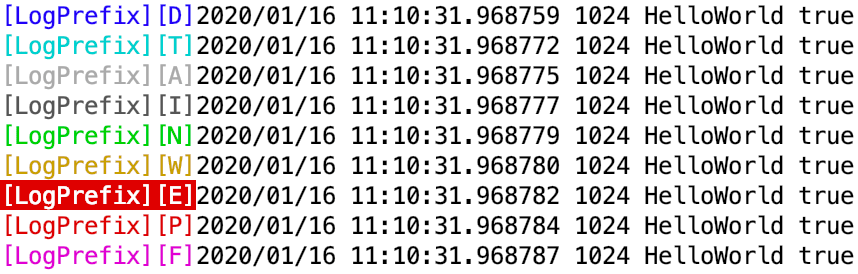 [LogPrefix][D]2020/01/16 11:10:31.968759 1024 HelloWorld true
[LogPrefix][T]2020/01/16 11:10:31.968772 1024 HelloWorld true
[LogPrefix][A]2020/01/16 11:10:31.968775 1024 HelloWorld true
[LogPrefix][I]2020/01/16 11:10:31.968777 1024 HelloWorld true
[LogPrefix][N]2020/01/16 11:10:31.968779 1024 HelloWorld true
[LogPrefix][W]2020/01/16 11:10:31.968780 1024 HelloWorld true
[LogPrefix][E]2020/01/16 11:10:31.968782 1024 HelloWorld true
[LogPrefix][P]2020/01/16 11:10:31.968784 1024 HelloWorld true
[LogPrefix][F]2020/01/16 11:10:31.968787 1024 HelloWorld true